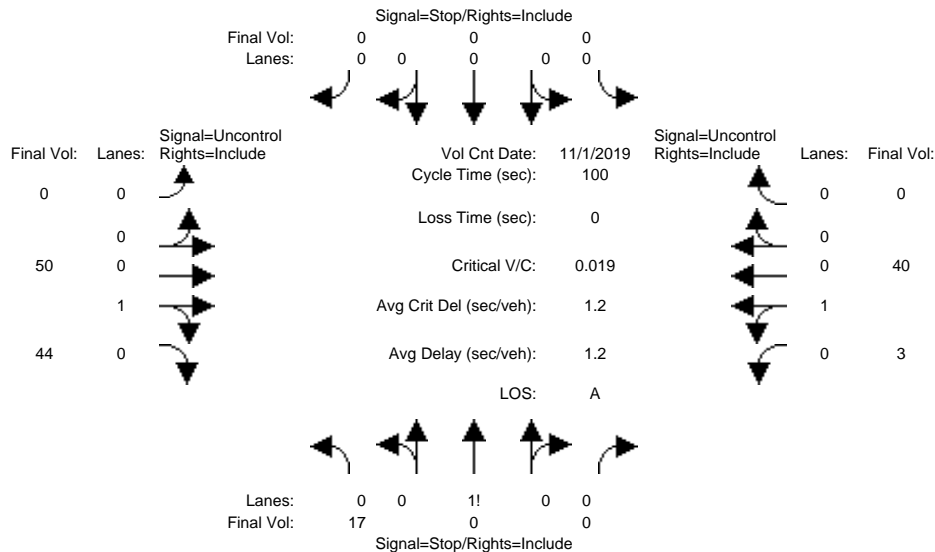 Signal=Stop/Rights=Include
Final Vol: 0 0 0
Lanes: 0 0 0 0 0
Signal=Uncontrol Signal=Uncontrol
Final Vol: Lanes: Rights=Include Vol Cnt Date: 11/1/2019 Rights=Include Lanes: Final Vol:
Cycle Time (sec): 100
0 0 0 0
Loss Time (sec): 0
0 0
50 0 Critical V/C: 0.019 0 40
1 Avg Crit Del (sec/veh): 1.2 1
44 0 Avg Delay (sec/veh): 1.2 0 3
LOS: A
Lanes: 0 0 1! 0 0
Final Vol: 17 0 0
Signal=Stop/Rights=Include